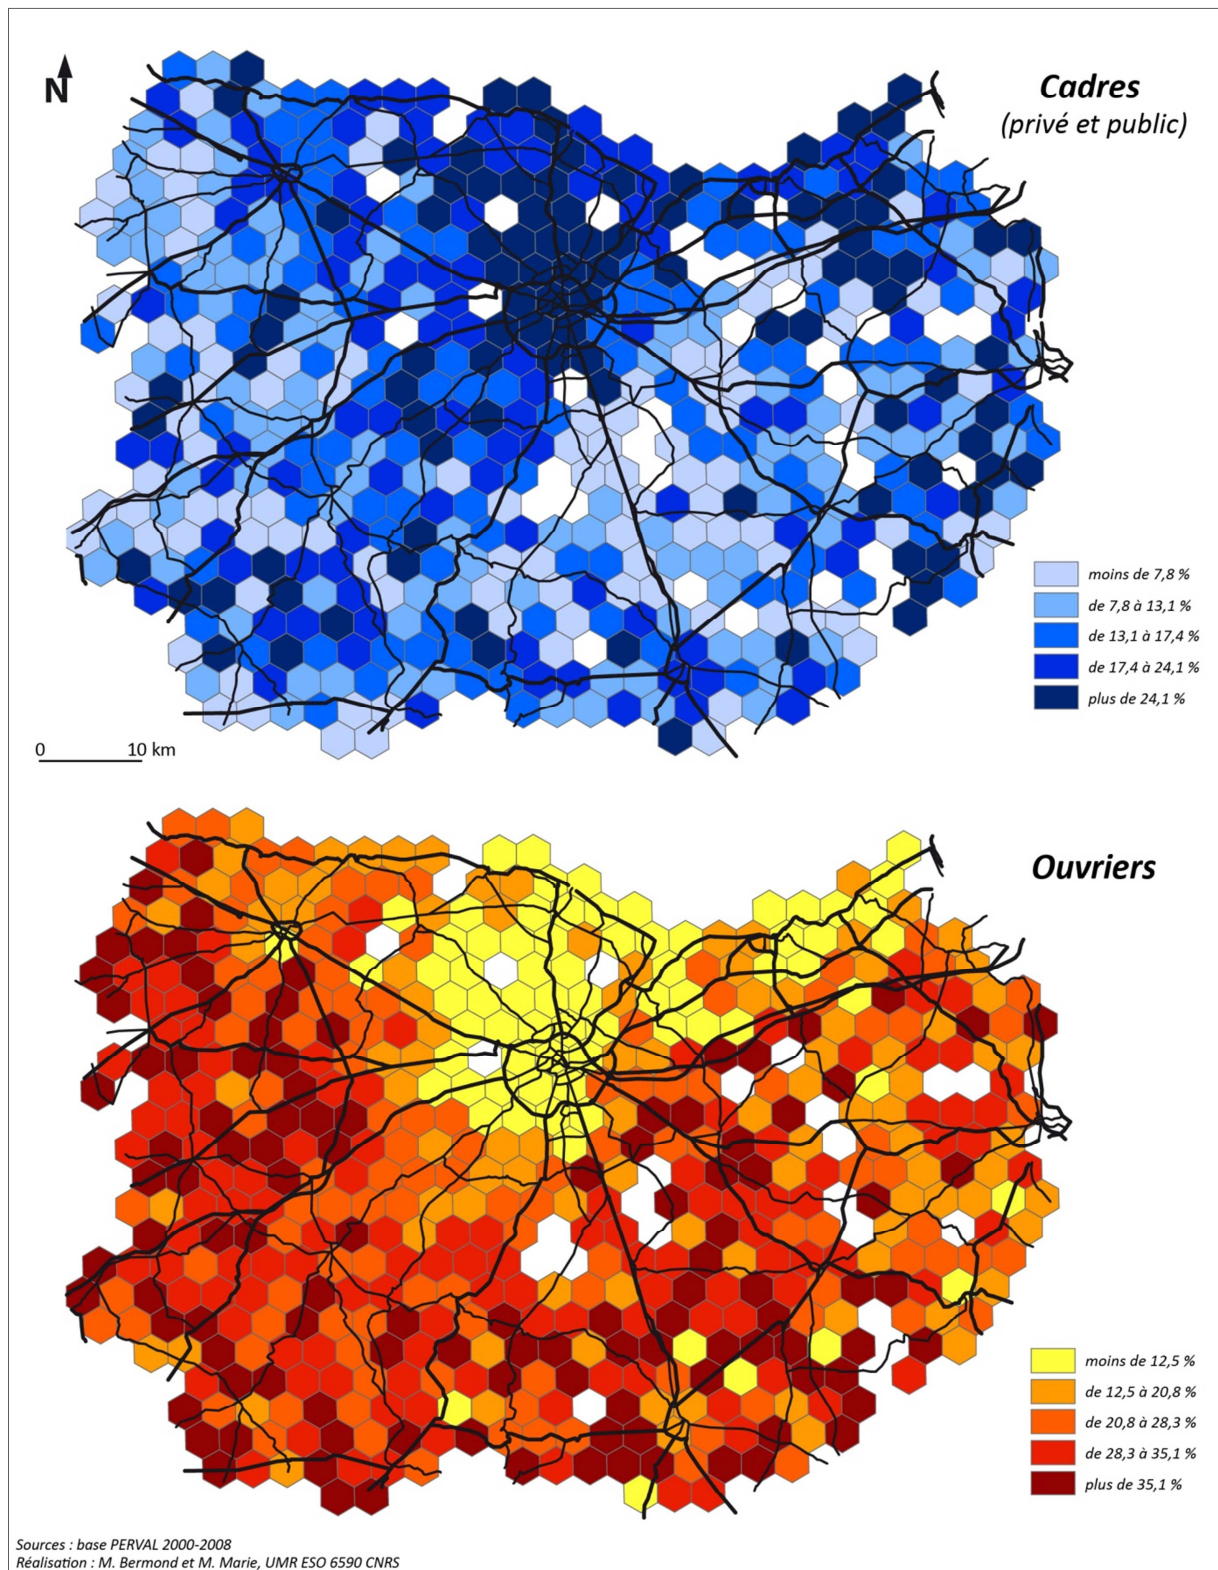 N
Cadres
(privé et public)
moins de 7,8 %
de 7,8 à 13,1 %
de 13,1 à 17,4 %
de 17,4 à 24,1 %
plus de 24,1 %
0 10 km
Ouvriers
moins de 12,5 %
de 12,5 à 20,8 %
de 20,8 à 28,3 %
de 28,3 à 35,1 %
plus de 35,1 %
Sources : base PERVAL 2000-2008
Réalisation : M. Bermond et M. Marie, UMR ESO 6590 CNRS